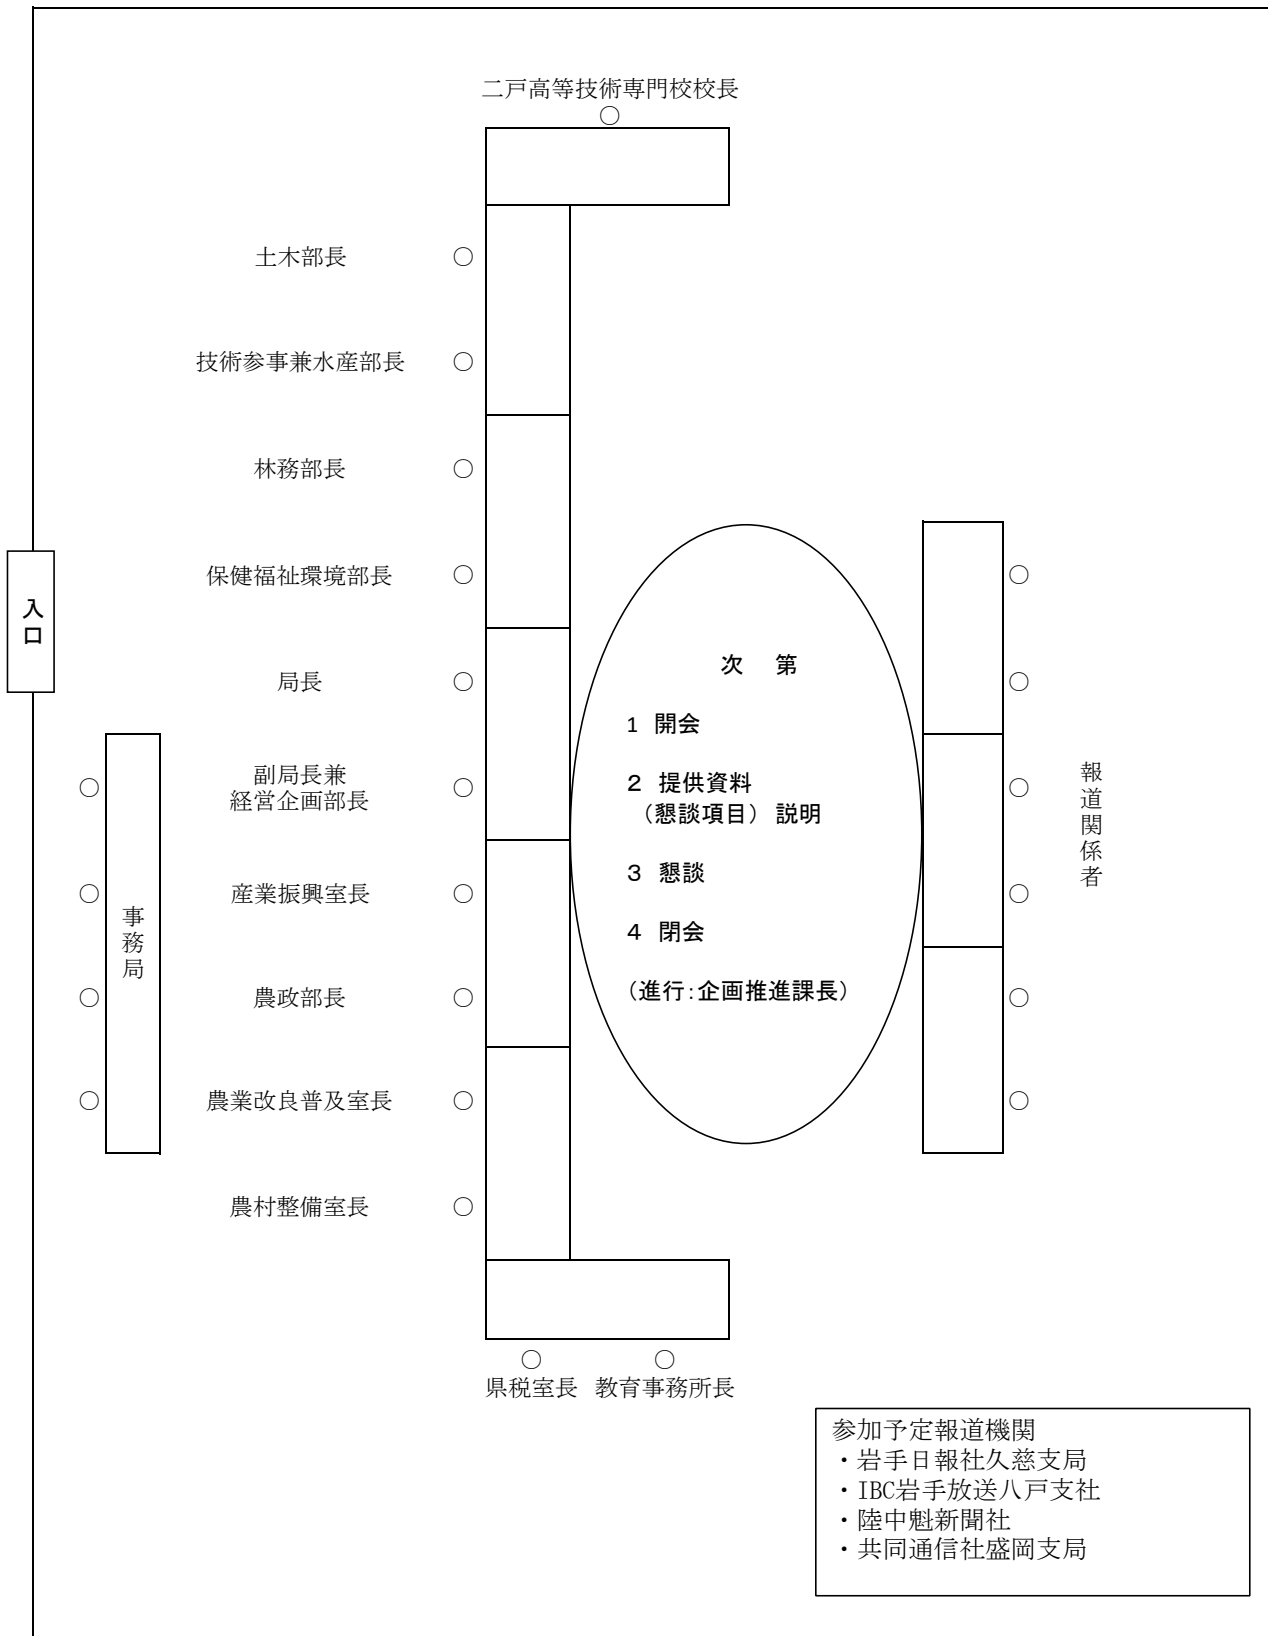 二戸高等技術専門校校長
土木部長
技術参事兼水産部長
林務部長
保健福祉環境部長
局長
副局長兼
経営企画部長
産業振興室長
農政部長
農業改良普及室長
農村整備室長
県税室長
教育事務所長
入口
事務局
次　第
1　開会
2　提供資料
（懇談項目）説明
3　懇談
4　閉会
（進行：企画推進課長）
報道関係者
参加予定報道機関
・岩手日報社久慈支局
・IBC岩手放送八戸支社
・陸中魁新聞社
・共同通信社盛岡支局